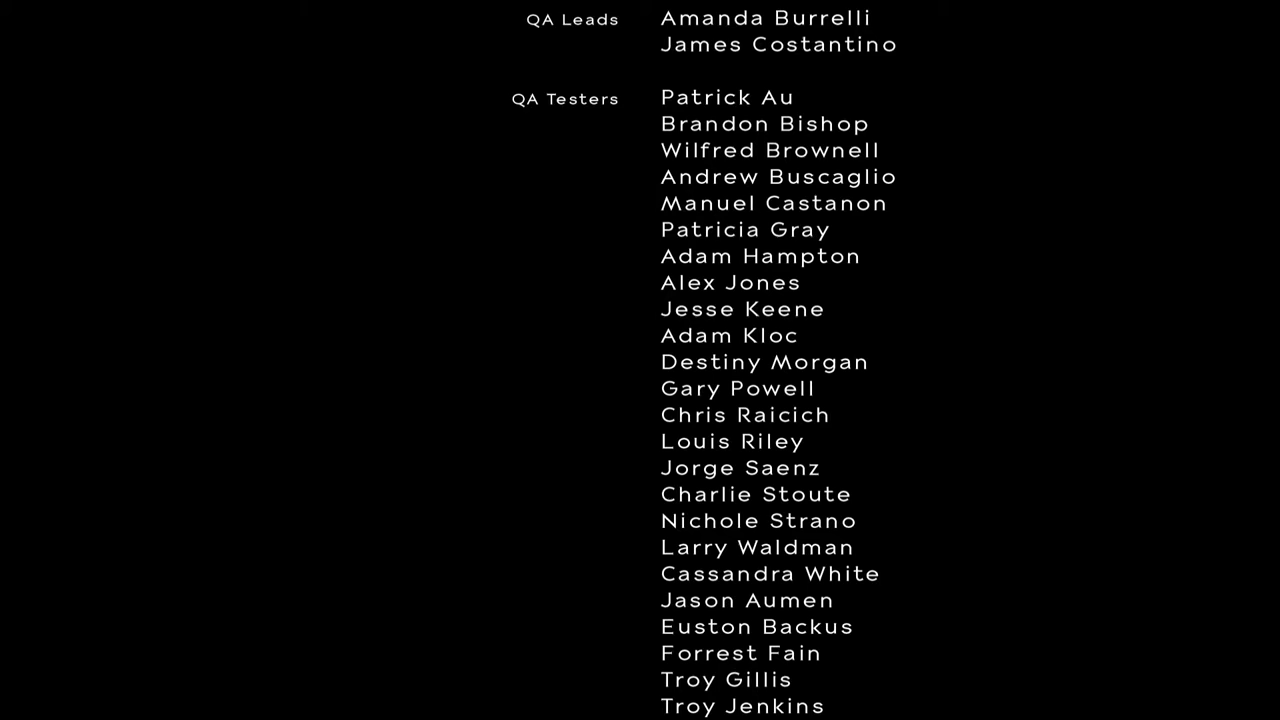 QA Leads Amanda Burrelli
James Costantino
QA Testers Patrick Au
Brandon Bishop
Wilfred Brownell
Andrew Buscaglio
Manuel Castanon
Patricia Gray
Adam Hampton
Alex Jones
Jesse Keene
Adam Kloc
Destiny Morgan
Gary Powell
Chris Raicich
Louis Riley
Jorge Saenz
Charlie Stoute
Nichole Strano
Larry Waldman
Cassandra White
Jason Aumen
Euston Backus
Forrest Fain
Troy Gillis
Troy Jenkins